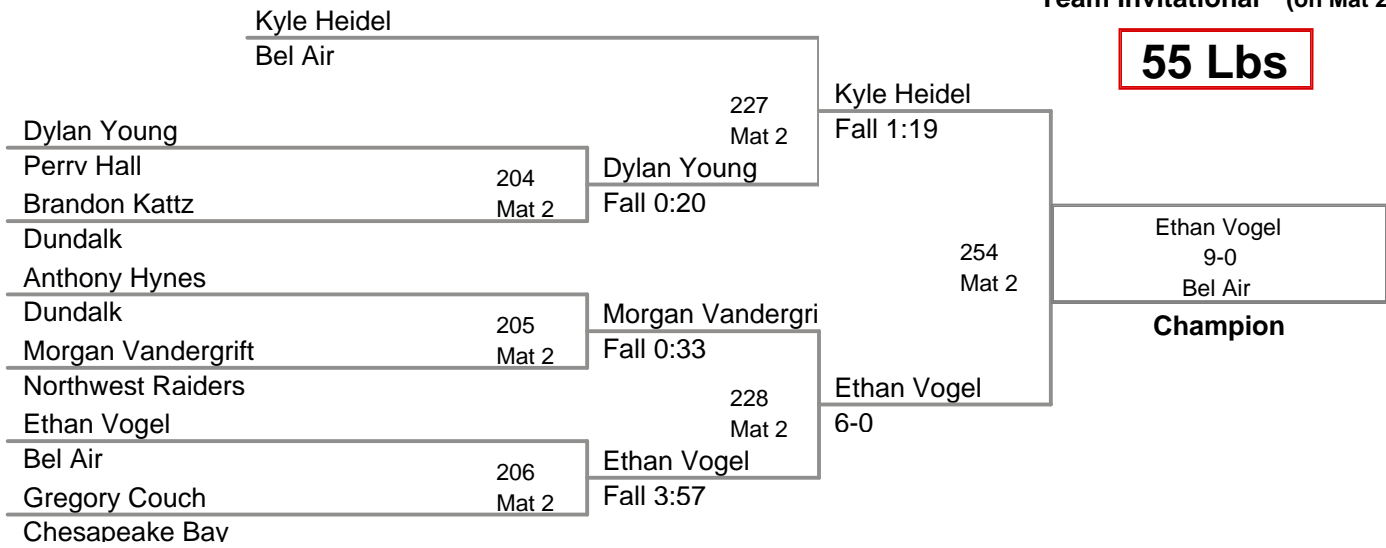 Team Invitational (on Mat 2
55 Lbs
Kyle Heidel
Bel Air
227
Mat 2
Kyle Heidel
Fall 1:19
Dylan Young
Perry Hall
204
Mat 2
Dylan Young
Fall 0:20
Brandon Kattz
Dundalk
254
Mat 2
Ethan Vogel
9-0
Bel Air
Champion
Anthony Hynes
Dundalk
205
Mat 2
Morgan Vandergri
Fall 0:33
Morgan Vandergrift
Northwest Raiders
228
Mat 2
Ethan Vogel
6-0
Ethan Vogel
Bel Air
206
Mat 2
Ethan Vogel
Fall 3:57
Gregory Couch
Chesapeake Bay